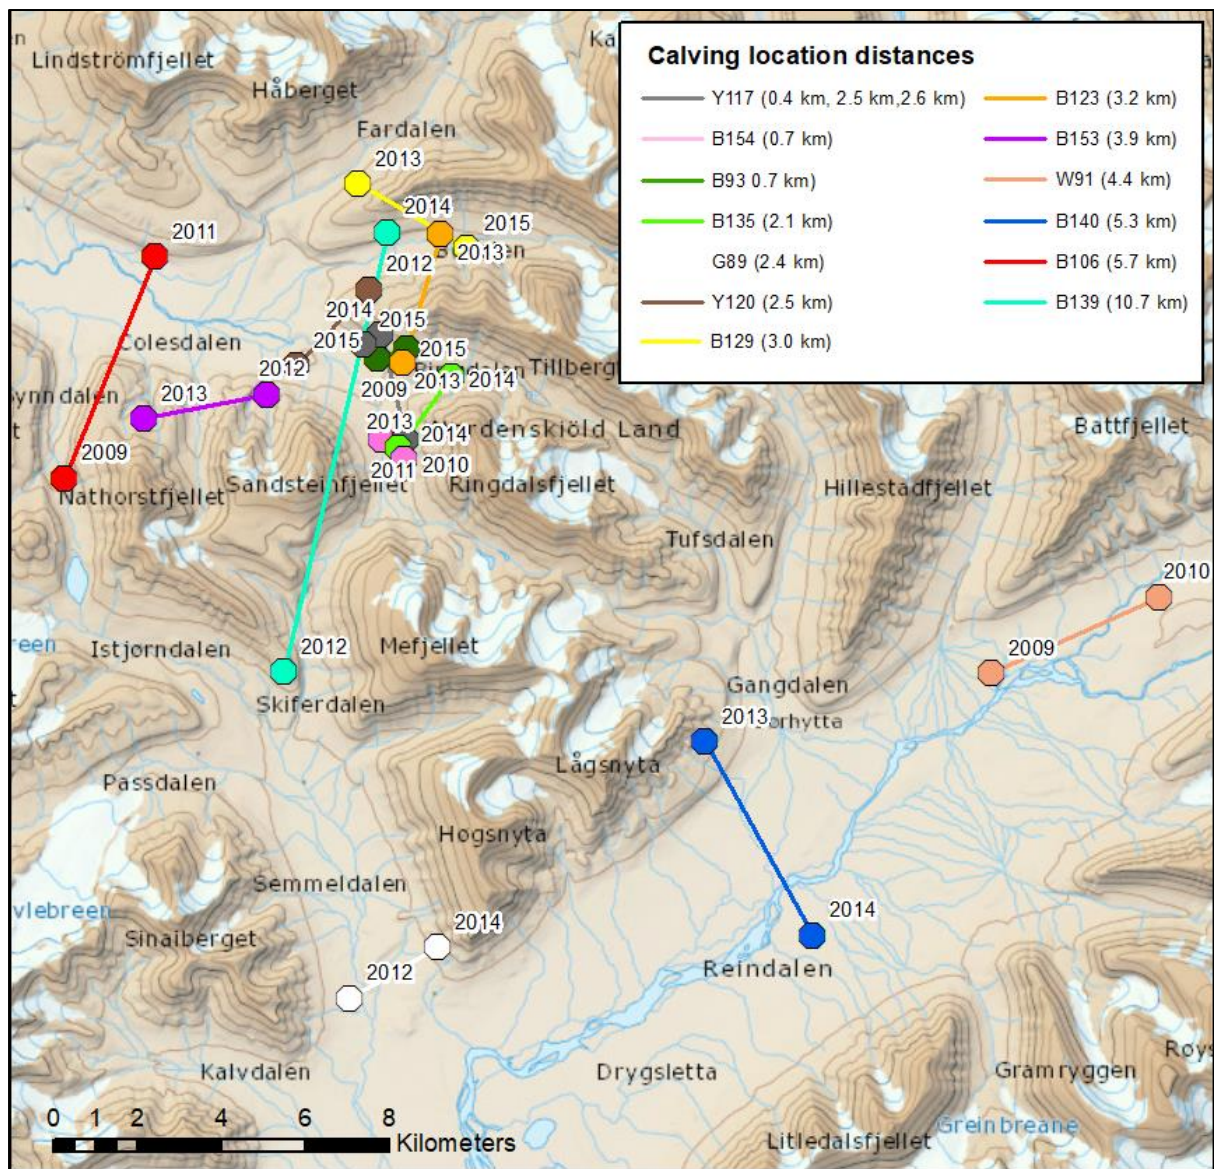 Lindströmfjellet
Håberget
Ka
Calving location distances
Y117 (0.4 km, 2.5 km,2.6 km)
B154 (0.7 km)
B93 0.7 km)
B135 (2.1 km)
G89 (2.4 km)
Y120 (2.5 km)
B129 (3.0 km)
B123 (3.2 km)
B153 (3.9 km)
W91 (4.4 km)
B140 (5.3 km)
B106 (5.7 km)
B139 (10.7 km)
Fardalen
2013
2014
2015
2011
2013
2012
2014
2015
Colesdalen
2015
2015
Tillberg
2012
2009
2013
2014
2013
2013
2014
Nordenskiöld Land
Battfjellet
2009
2011
2010
Nathorstfjellet
Sandsteinfjellet
Ringdalsfjellet
Hillestadfjellet
Tufsdalen
2010
Istjørndalen
2012
Mefjellet
2009
Skiferdalen
Gangdalen
2013
Lågsnyta
Passdalen
Høgsnyta
Semmeldalen
2014
2014
Sinaiberget
2012
Reindalen
Kalvdalen
Drygsletta
Gramryggen
0 1 2 4 6 8
Kilometers
Greinbreane
Litledalsfjellet